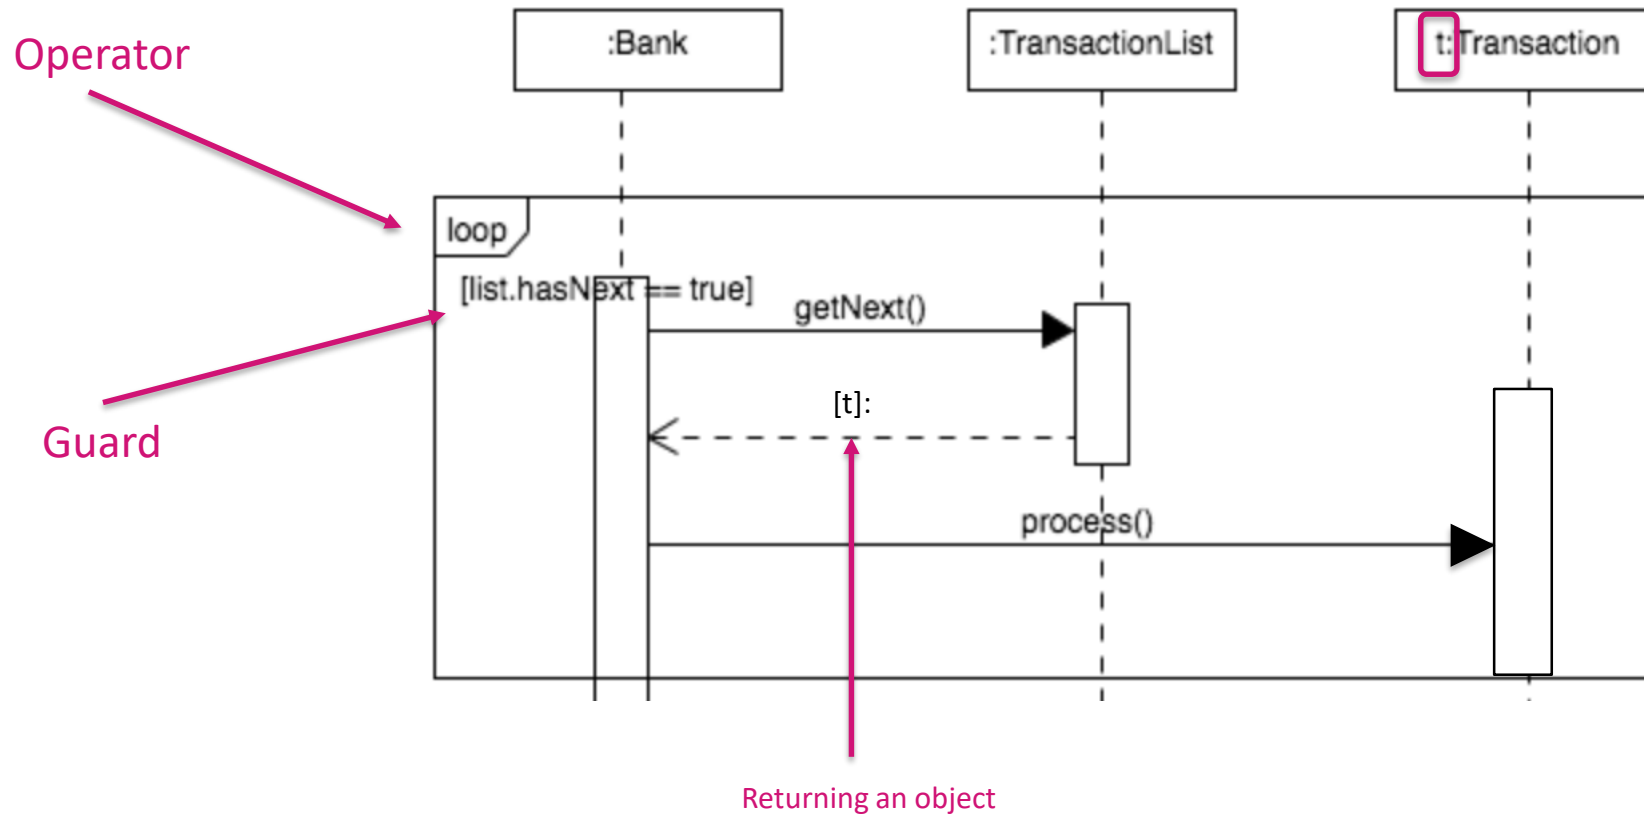 Operator
:Bank
:TransactionList
t:Transaction
loop
[list.hasNext == true]
getNext()
[t]:
Guard
process()
Returning an object